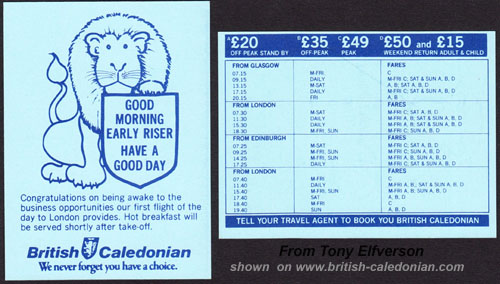 GOOD
MORNING
EARLY RISER
HAVE A
GOOD DAY
Congratulations on being awake to the
business opportunities our first flight of the
day to London provides. Hot breakfast will
be served shortly after take-off.
British Caledonian
We never forget you have a choice.
A £20 B £35 C £49 D £50 and £15
OFF PEAK STAND BY OFF-PEAK PEAK WEEKEND RETURN ADULT & CHILD
FROM GLASGOW FARES
07.15 M-FRI C
09.15 DAILY M-FRI C; SAT & SUN A, B, D
13.15 M-SAT A, B; SAT A, B, D
17.15 DAILY M-FRI C; SAT & SUN A, B, D
20.15 FRI A, B
FROM LONDON FARES
07.30 M-SAT M-FRI C; SAT A, B, D
11.30 DAILY M-FRI A, B; SAT & SUN A, B, D
15.30 DAILY M-FRI A, B; SAT & SUN A, B, D
18.30 M-FRI, SUN M-FRI C; SUN A, B, D
FROM EDINBURGH FARES
07.25 M-SAT M-FRI C; SAT A, B, D
09.25 M-FRI, SUN M-FRI C; SUN A, B, D
14.25 DAILY M-FRI A, B; SAT & SUN A, B, D
17.25 M-FRI, SUN M-FRI C; SUN A, B, D
FROM LONDON FARES
07.40 M-FRI C
09.40 DAILY M-FRI A, B; SAT & SUN A, B, D
12.40 DAILY M-FRI A, B; SAT & SUN A, B, D
17.40 SAT A, B, D
18.40 M-FRI C
19.40 SUN A, B, D
TELL YOUR TRAVEL AGENT TO BOOK YOU BRITISH CALEDONIAN
From Tony Elfverson
shown on www.british-caledonian.com